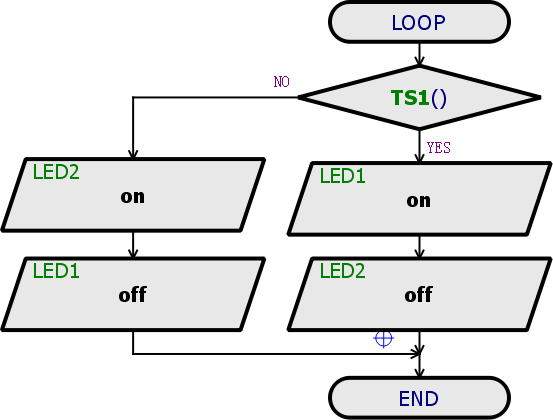 LOOP
NO
TS1()
YES
LED2
on
LED1
on
LED1
off
LED2
off
END